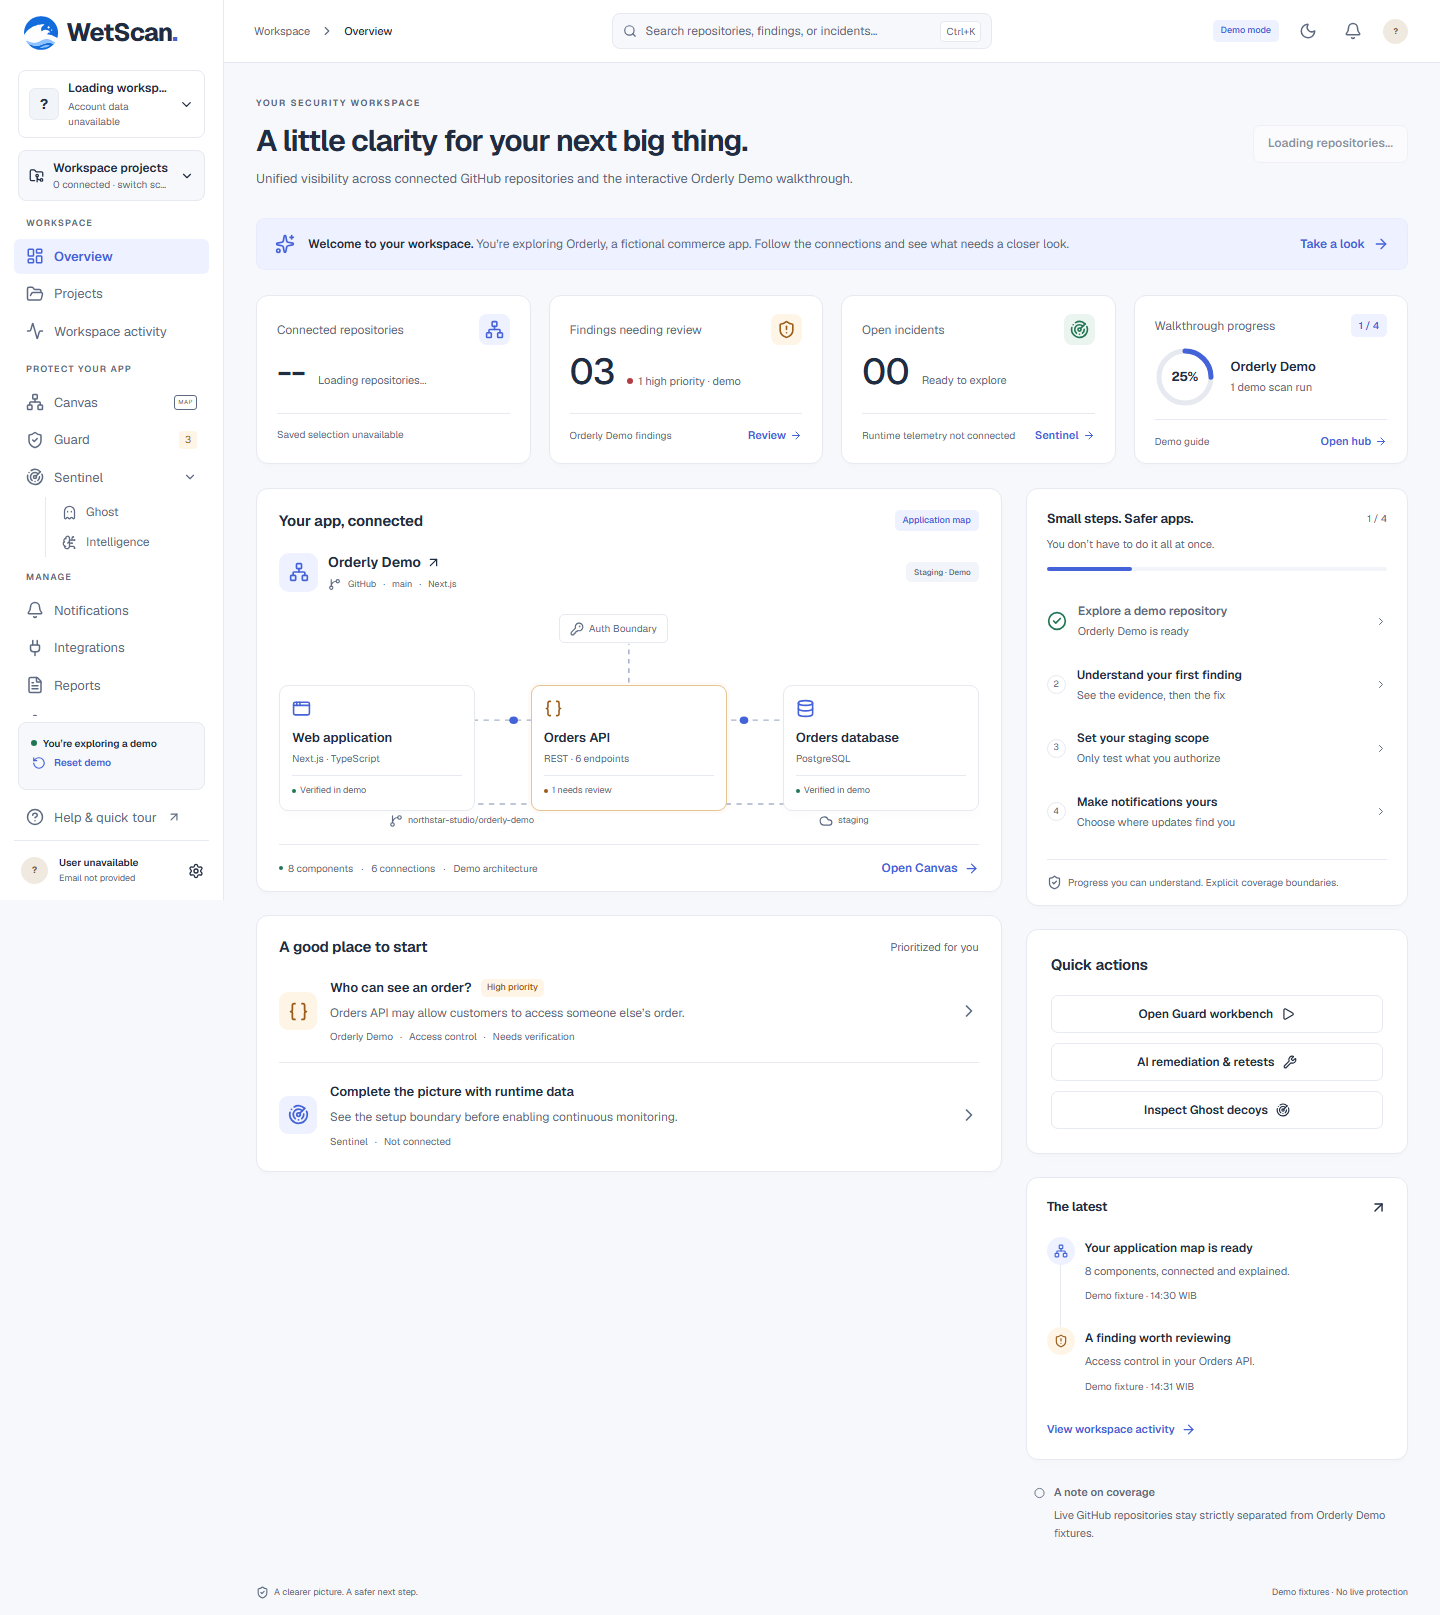 WetScan.
?
Loading worksp...
Account data
unavailable
Workspace projects
0 connected · switch sc...
WORKSPACE
Overview
Projects
Workspace activity
PROTECT YOUR APP
Canvas
MAP
Guard
3
Sentinel
Ghost
Intelligence
MANAGE
Notifications
Integrations
Reports
You're exploring a demo
Reset demo
Help & quick tour
?
User unavailable
Email not provided
Workspace
Overview
Search repositories, findings, or incidents...
Ctrl+K
Demo mode
?
YOUR SECURITY WORKSPACE
A little clarity for your next big thing.
Unified visibility across connected GitHub repositories and the interactive Orderly Demo walkthrough.
Loading repositories...
Welcome to your workspace. You're exploring Orderly, a fictional commerce app. Follow the connections and see what needs a closer look.
Take a look
Connected repositories
--
Loading repositories...
Saved selection unavailable
Findings needing review
03
1 high priority · demo
Orderly Demo findings
Review
Open incidents
00
Ready to explore
Runtime telemetry not connected
Sentinel
Walkthrough progress
1 / 4
25%
Orderly Demo
1 demo scan run
Demo guide
Open hub
Your app, connected
Application map
Orderly Demo
GitHub · main · Next.js
Staging · Demo
Auth Boundary
Web application
Next.js · TypeScript
Verified in demo
Orders API
REST · 6 endpoints
1 needs review
Orders database
PostgreSQL
Verified in demo
northstar-studio/orderly-demo
staging
8 components · 6 connections · Demo architecture
Open Canvas
Small steps. Safer apps.
1 / 4
You don't have to do it all at once.
Explore a demo repository
Orderly Demo is ready
2
Understand your first finding
See the evidence, then the fix
3
Set your staging scope
Only test what you authorize
4
Make notifications yours
Choose where updates find you
Progress you can understand. Explicit coverage boundaries.
A good place to start
Prioritized for you
Who can see an order?
High priority
Orders API may allow customers to access someone else's order.
Orderly Demo · Access control · Needs verification
Complete the picture with runtime data
See the setup boundary before enabling continuous monitoring.
Sentinel · Not connected
Quick actions
Open Guard workbench
AI remediation & retests
Inspect Ghost decoys
The latest
Your application map is ready
8 components, connected and explained.
Demo fixture · 14:30 WIB
A finding worth reviewing
Access control in your Orders API.
Demo fixture · 14:31 WIB
View workspace activity
A note on coverage
Live GitHub repositories stay strictly separated from Orderly Demo
fixtures.
A clearer picture. A safer next step.
Demo fixtures · No live protection